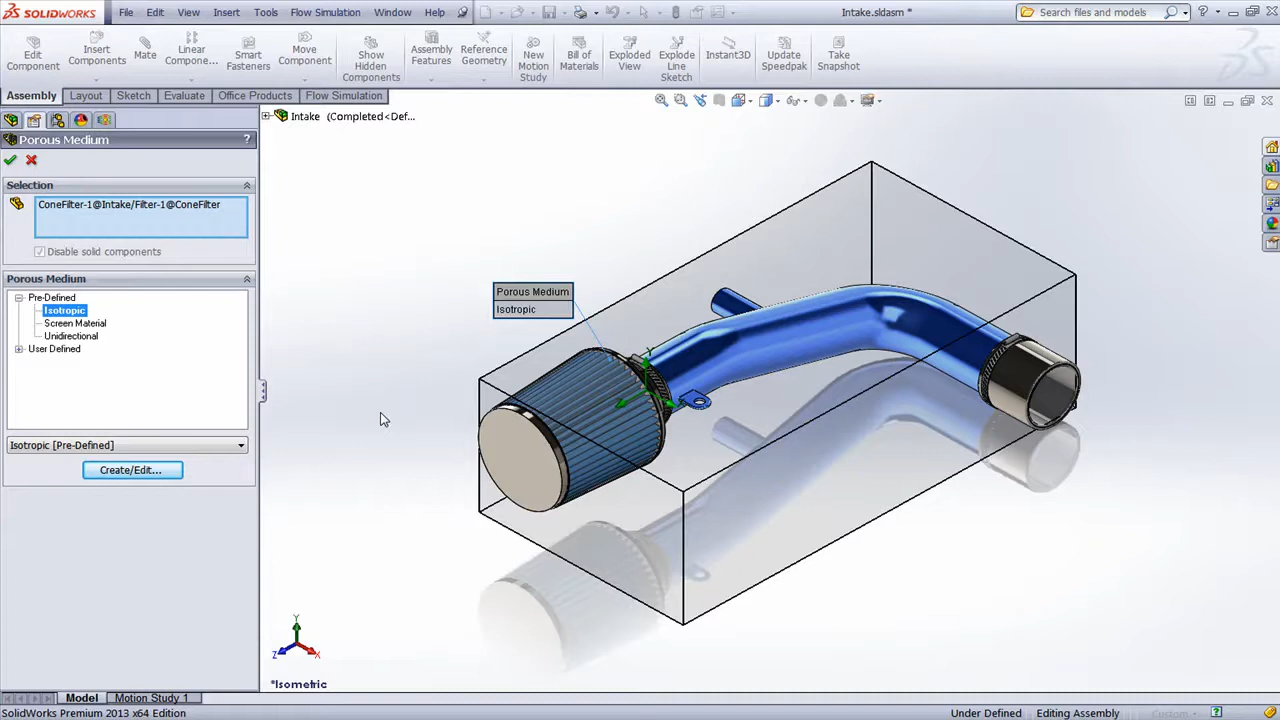 SOLIDWORKS File Edit View Insert Tools Flow Simulation Window Help Intake.sldasm * Search files and models ?
Edit Component
Insert Components
Mate
Linear Compone...
Smart Fasteners
Move Component
Show Hidden Components
Assembly Features
Reference Geometry
New Motion Study
Bill of Materials
Exploded View
Explode Line Sketch
Instant3D
Update Speedpak
Take Snapshot
Assembly Layout Sketch Evaluate Office Products Flow Simulation
Intake (Completed<Def...
Porous Medium ?
Selection
ConeFilter-1@Intake/Filter-1@ConeFilter
Disable solid components
Porous Medium
Pre-Defined
Isotropic
Screen Material
Unidirectional
User Defined
Isotropic [Pre-Defined]
Create/Edit...
Porous Medium
Isotropic
Y
Y
Z
X
*Isometric
Model Motion Study 1
SolidWorks Premium 2013 x64 Edition Under Defined Editing Assembly Custom ?